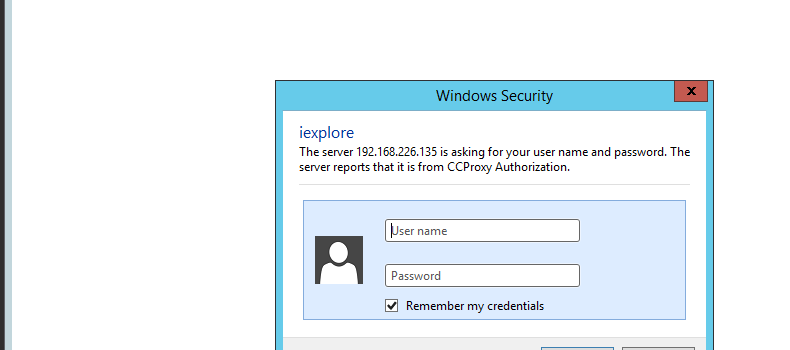 Windows Security
x
iexplore
The server 192.168.226.135 is asking for your user name and password. The
server reports that it is from CCProxy Authorization.
User name
Password
Remember my credentials